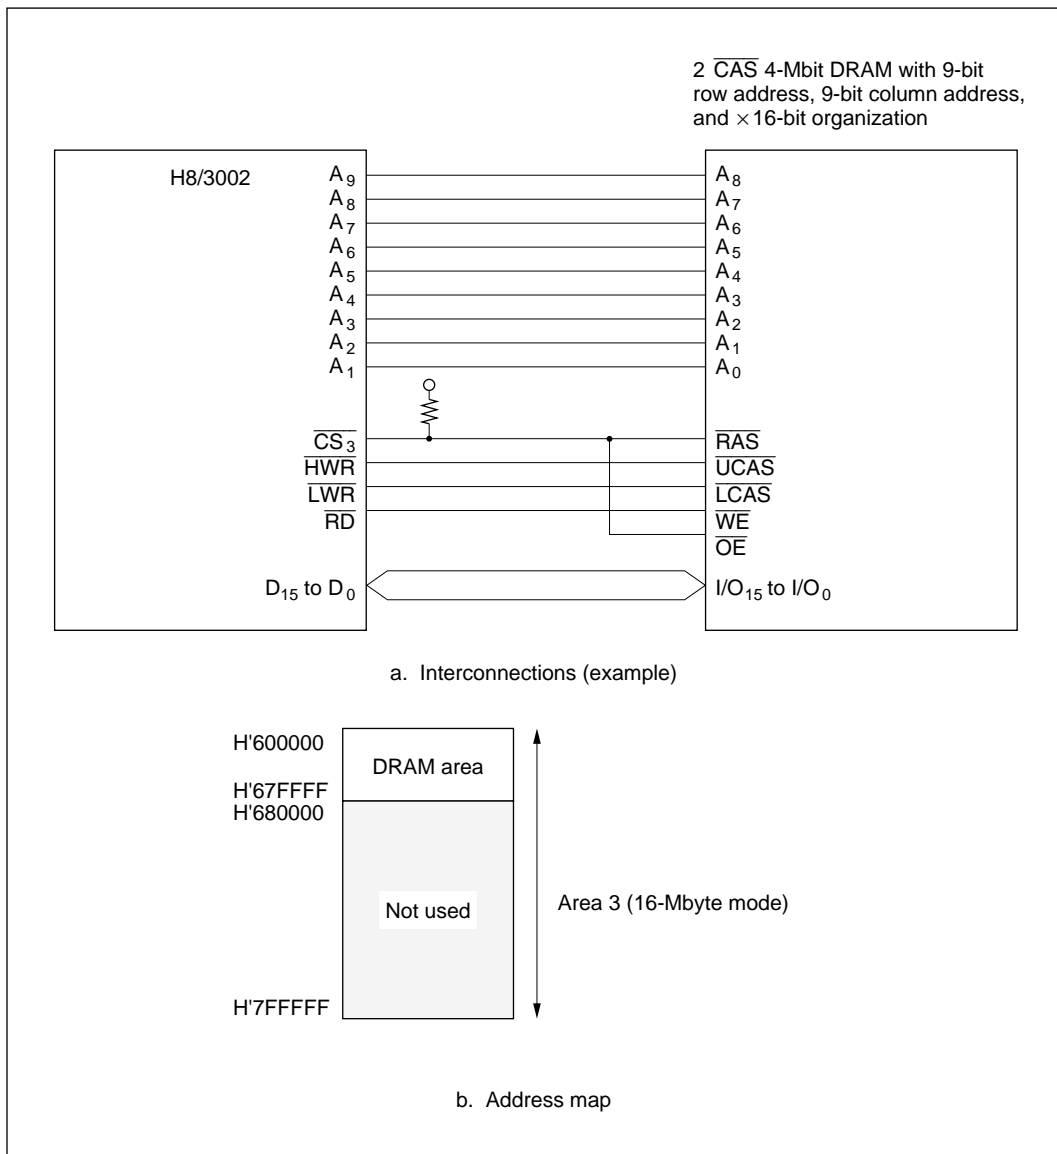 2 CAS 4-Mbit DRAM with 9-bit
row address, 9-bit column address,
and ×16-bit organization
H8/3002
A9
A8
A7
A6
A5
A4
A3
A2
A1
CS3
HWR
LWR
RD
D15 to D0
A8
A7
A6
A5
A4
A3
A2
A1
A0
RAS
UCAS
LCAS
WE
OE
I/O15 to I/O0
a. Interconnections (example)
H'600000
H'67FFFF
H'680000
H'7FFFFF
DRAM area
Not used
Area 3 (16-Mbyte mode)
b. Address map